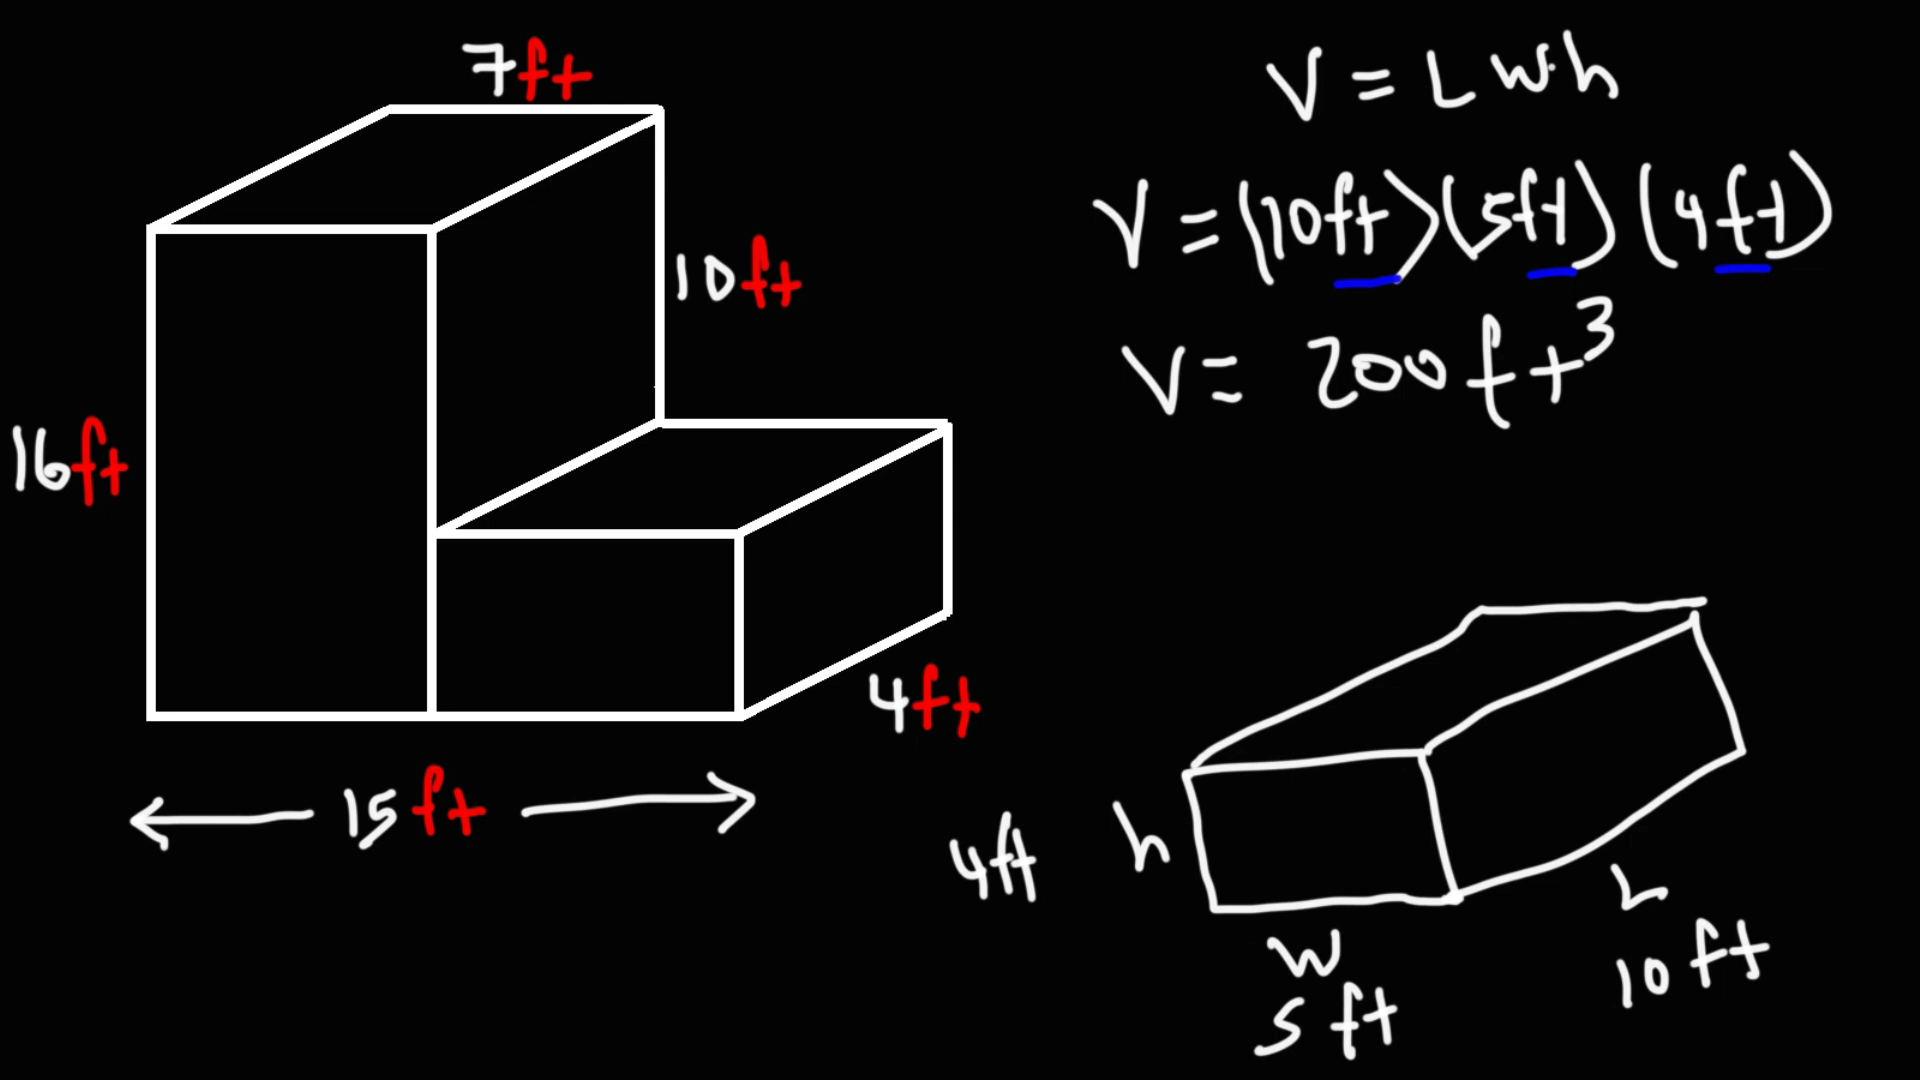 7ft
10ft
16ft
4ft
15ft
V = L w·h
V = (10ft)(5ft)(4ft)
V = 200ft³
4ft
h
w
5ft
L
10ft